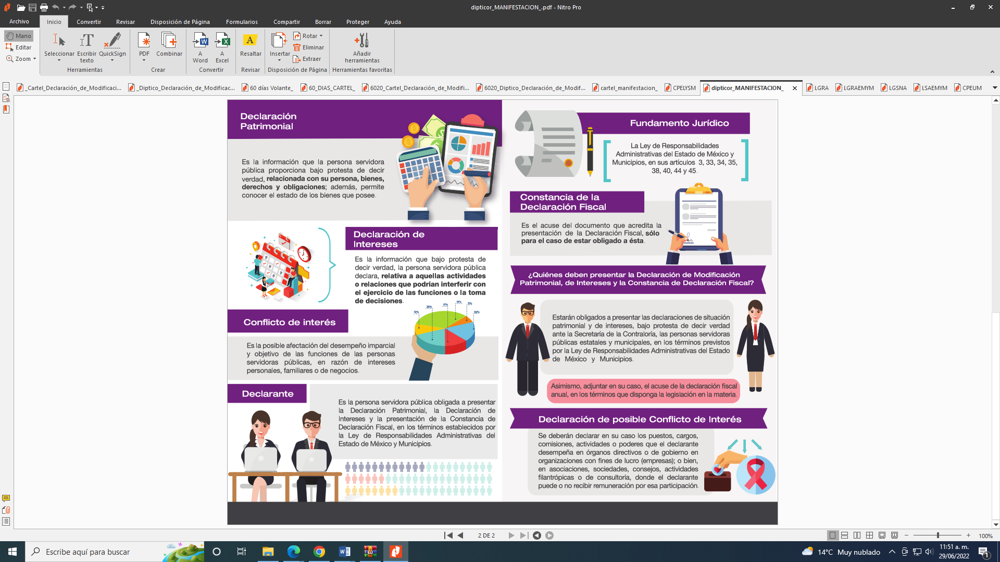 dipticor_MANIFESTACION_.pdf - Nitro Pro
Archivo
Inicio
Convertir
Revisar
Disposición de Página
Formularios
Compartir
Borrar
Proteger
Ayuda
Mano
Editar
Zoom
Seleccionar
Escribir
texto
QuickSign
Herramientas
PDF
Combinar
Crear
A
Word
A
Excel
Convertir
Resaltar
Revisar
Insertar
Rotar
Eliminar
Extraer
Disposición de Página
Añadir
herramientas
Herramientas favoritas
_Cartel_Declaración_de_Modificaci...
_Diptico_Declaración_de_Modificac...
60 días Volante_
60_DIAS_CARTEL_
6020_Cartel_Declaración_de_Modifi...
6020_Diptico_Declaración_de_Modif...
cartel_manifestacion_
CPELYSM
dipticor_MANIFESTACION_
LGRA
LGRAEMYM
LGSNA
LSAEMYM
CPEUM
Declaración
Patrimonial
Es la información que la persona servidora
pública proporciona bajo protesta de decir
verdad, relacionada con su persona, bienes,
derechos y obligaciones; además, permite
conocer el estado de los bienes que posee.
Declaración de
Intereses
Es la información que bajo protesta de
decir verdad, la persona servidora pública
declara, relativa a aquellas actividades
o relaciones que podrían interferir con
el ejercicio de las funciones o la toma
de decisiones.
Conflicto de interés
Es la posible afectación del desempeño imparcial
y objetivo de las funciones de las personas
servidoras públicas, en razón de intereses
personales, familiares o de negocios.
Declarante
Es la persona servidora pública obligada a presentar
la Declaración Patrimonial, la Declaración de
Intereses y la presentación de la Constancia de
Declaración Fiscal, en los términos establecidos por
la Ley de Responsabilidades Administrativas del
Estado de México y Municipios.
Fundamento Jurídico
La Ley de Responsabilidades
Administrativas del Estado de México y
Municipios, en sus artículos 3, 33, 34, 35,
38, 40, 44 y 45.
Constancia de la
Declaración Fiscal
Es el acuse del documento que acredita la
presentación de la Declaración Fiscal, sólo
para el caso de estar obligado a ésta.
¿Quiénes deben presentar la Declaración de Modificación
Patrimonial, de Intereses y la Constancia de Declaración Fiscal?
Estarán obligados a presentar las declaraciones de situación
patrimonial y de intereses, bajo protesta de decir verdad
ante la Secretaría de la Contraloría, las personas servidoras
públicas estatales y municipales, en los términos previstos
por la Ley de Responsabilidades Administrativas del Estado
de México y Municipios.
Asimismo, adjuntar en su caso, el acuse de la declaración fiscal
anual, en los términos que disponga la legislación en la materia.
Declaración de posible Conflicto de Interés
Se deberán declarar en su caso los puestos, cargos,
comisiones, actividades o poderes que el declarante
desempeña en órganos directivos o de gobierno en
organizaciones con fines de lucro (empresas); o bien,
en asociaciones, sociedades, consejos, actividades
filantrópicas o de consultoría, donde el declarante
puede o no recibir remuneración por esa participación.
2 DE 2
100%
Escribe aquí para buscar
14°C Muy nublado
11:51 a. m.
29/06/2022
1